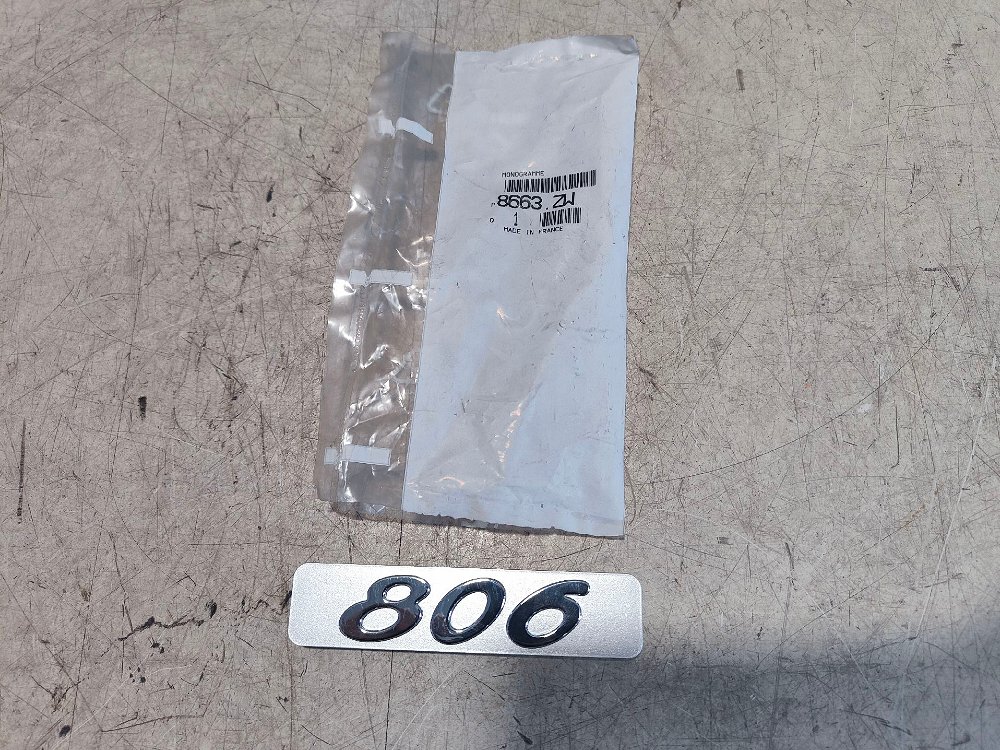 MONOGRAMME
P 8663.ZW
Q 1
MADE IN FRANCE
806